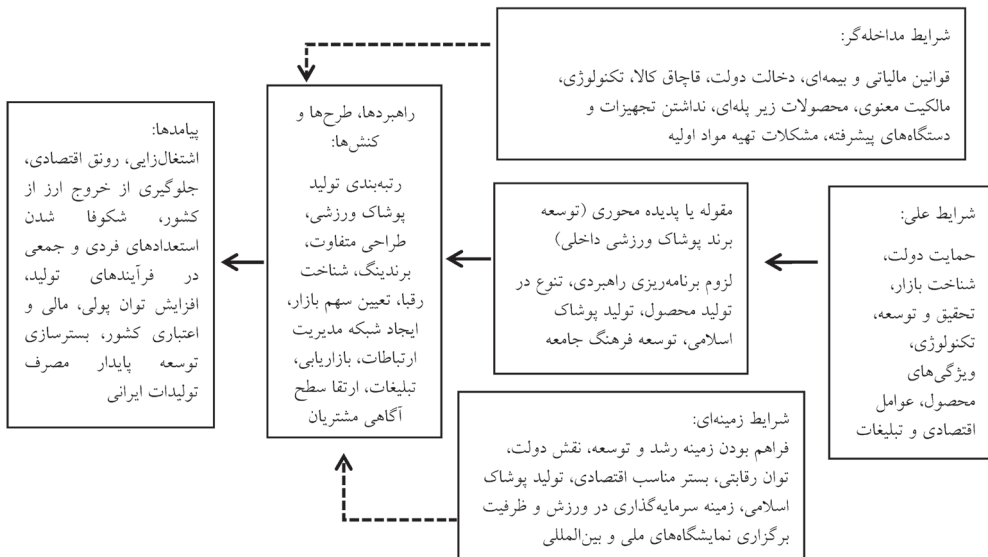 شرایط مداخله‌گر:
قوانین مالیاتی و بیمه‌ای، دخالت دولت، قاچاق کالا، تکنولوژی،
مالکیت معنوی، محصولات زیر پله‌ای، نداشتن تجهیزات و
دستگاه‌های پیشرفته، مشکلات تهیه مواد اولیه
شرایط علی:
حمایت دولت،
شناخت بازار،
تحقیق و توسعه،
تکنولوژی،
ویژگی‌های
محصول، عوامل
اقتصادی و تبلیغات
مقوله یا پدیده محوری (توسعه
برند پوشاک ورزشی داخلی)
لزوم برنامه‌ریزی راهبردی، تنوع در
تولید محصول، تولید پوشاک
اسلامی، توسعه فرهنگ جامعه
شرایط زمینه‌ای:
فراهم بودن زمینه رشد و توسعه، نقش دولت،
توان رقابتی، بستر مناسب اقتصادی، تولید پوشاک
اسلامی، زمینه سرمایه‌گذاری در ورزش و ظرفیت
برگزاری نمایشگاه‌های ملی و بین‌المللی
راهبردها، طرح‌ها و
کنش‌ها:
رتبه‌بندی تولید
پوشاک ورزشی،
طراحی متفاوت،
برندینگ، شناخت
رقبا، تعیین سهم بازار،
ایجاد شبکه مدیریت
ارتباطات، بازاریابی،
تبلیغات، ارتقا سطح
آگاهی مشتریان
پیامدها:
اشتغال‌زایی، رونق اقتصادی،
جلوگیری از خروج ارز از
کشور، شکوفا شدن
استعدادهای فردی و جمعی
در فرآیندهای تولید،
افزایش توان پولی، مالی و
اعتباری کشور، بسترسازی
توسعه پایدار مصرف
تولیدات ایرانی